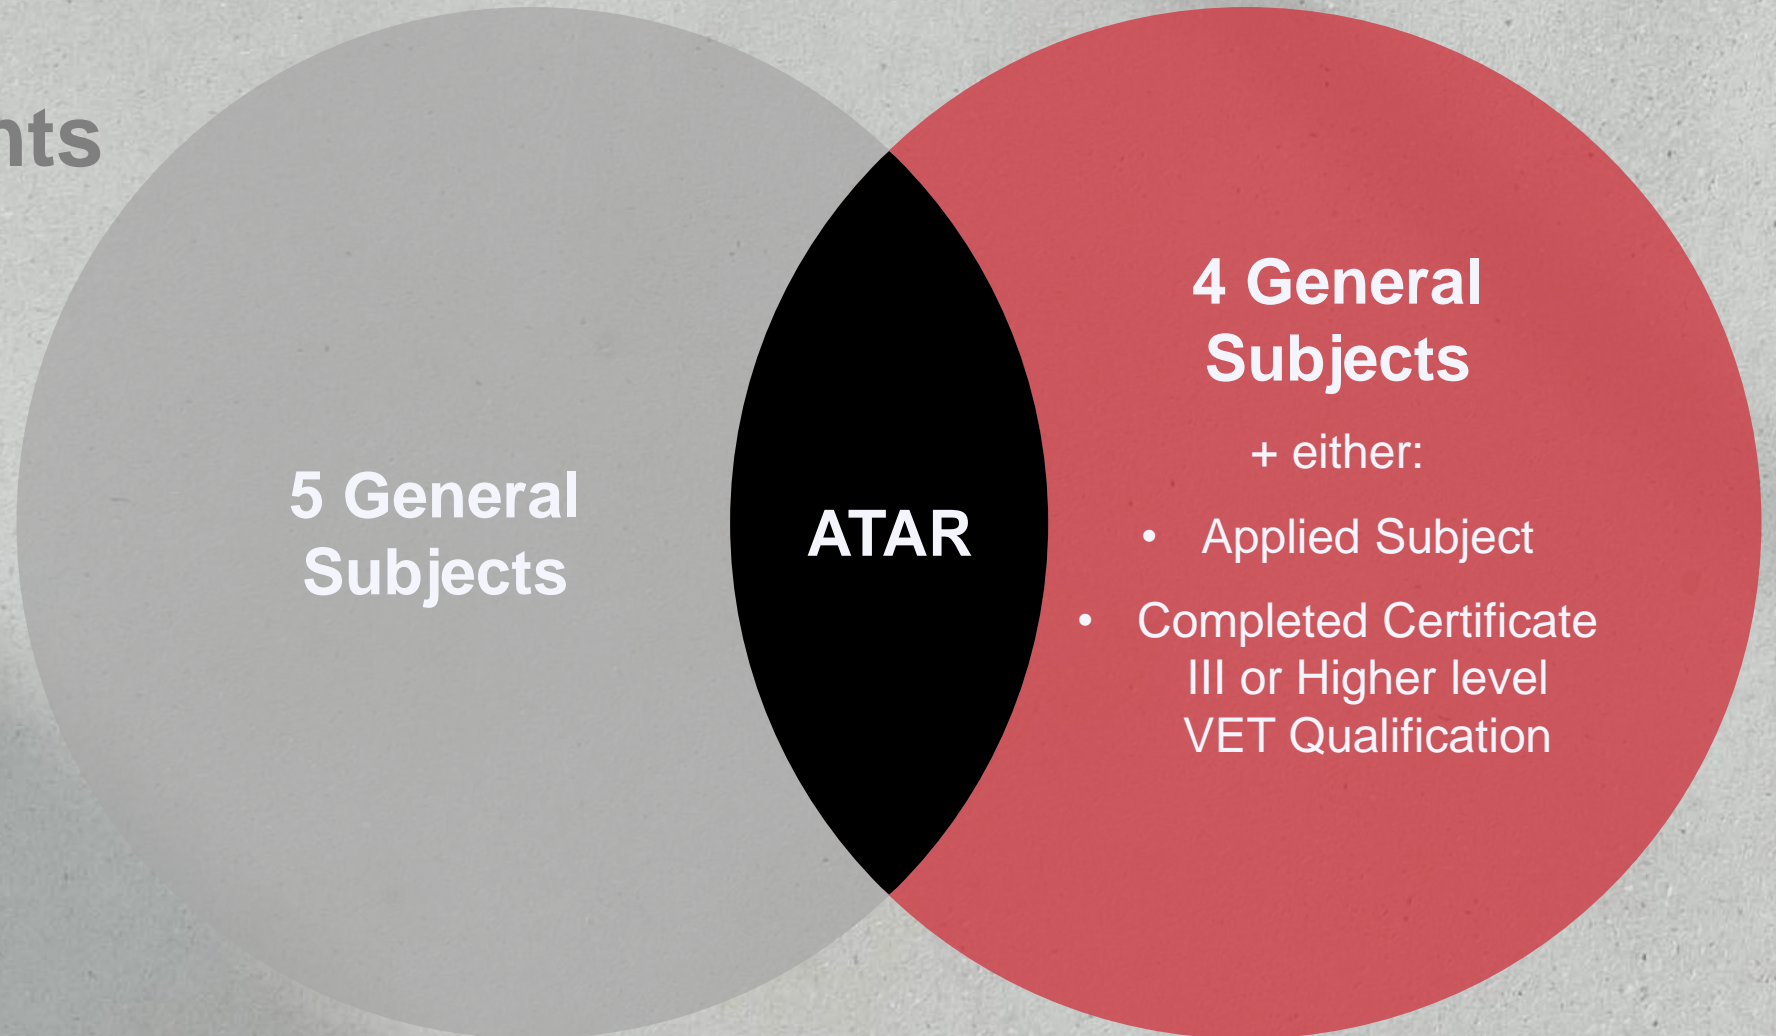 nts
5 General
Subjects
ATAR
4 General
Subjects
+ either:
• Applied Subject
• Completed Certificate
III or Higher level
VET Qualification